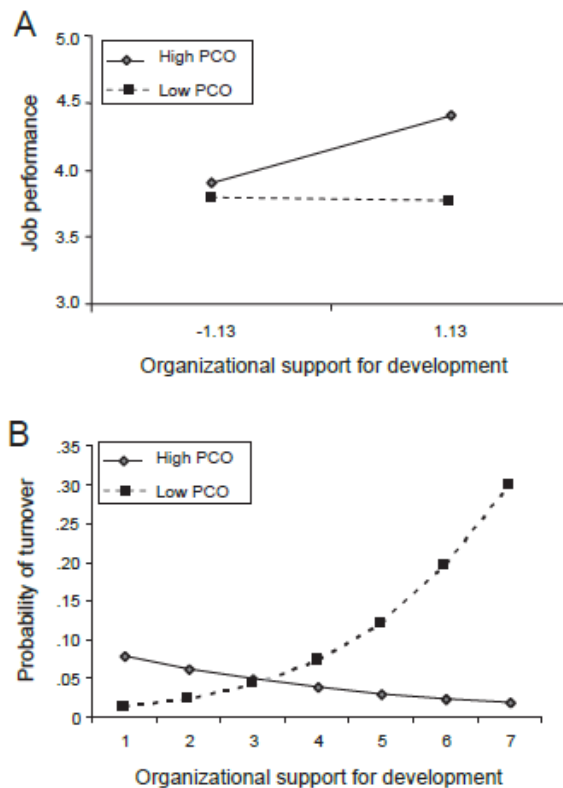 A
5.0
High PCO
Low PCO
4.5
4.0
3.5
3.0
Job performance
-1.13 1.13
Organizational support for development
B
.35
High PCO
Low PCO
.30
.25
.20
.15
.10
.05
0
Probability of turnover
1 2 3 4 5 6 7
Organizational support for development